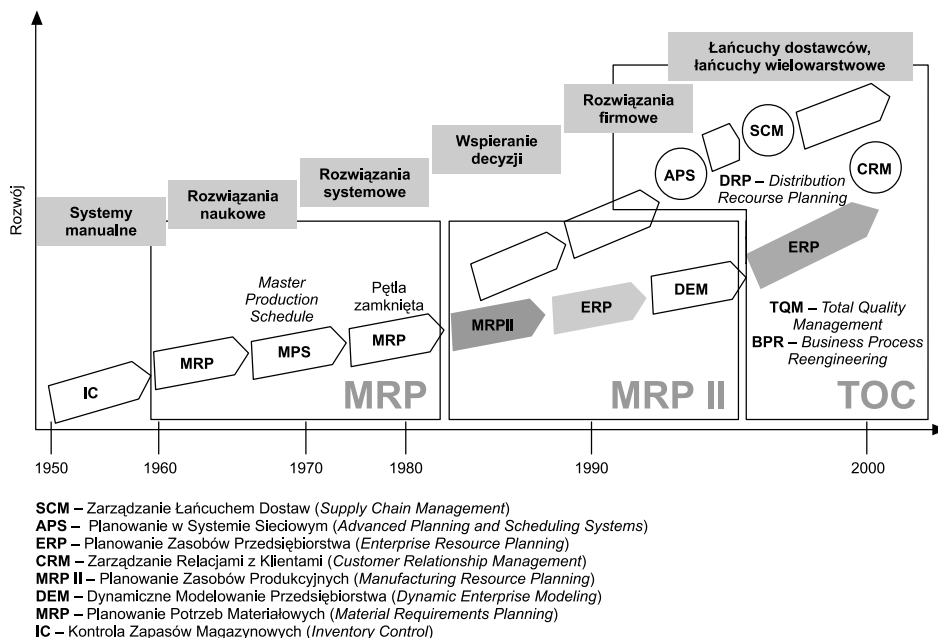 Rozwój
Łańcuchy dostawców,
łańcuchy wielowarstwowe
Rozwiązania
firmowe
Wspieranie
decyzji
Rozwiązania
systemowe
Rozwiązania
naukowe
Systemy
manualne
SCM
APS
CRM
DRP – Distribution
Recourse Planning
ERP
Master
Production
Schedule
Pętla
zamknięta
DEM
ERP
MRPII
MRP
MPS
MRP
IC
TQM – Total Quality
Management
BPR – Business Process
Reengineering
MRP
MRP II
TOC
1950
1960
1970
1980
1990
2000
SCM – Zarządzanie Łańcuchem Dostaw (Supply Chain Management)
APS – Planowanie w Systemie Sieciowym (Advanced Planning and Scheduling Systems)
ERP – Planowanie Zasobów Przedsiębiorstwa (Enterprise Resource Planning)
CRM – Zarządzanie Relacjami z Klientami (Customer Relationship Management)
MRP II – Planowanie Zasobów Produkcyjnych (Manufacturing Resource Planning)
DEM – Dynamiczne Modelowanie Przedsiębiorstwa (Dynamic Enterprise Modeling)
MRP – Planowanie Potrzeb Materiałowych (Material Requirements Planning)
IC – Kontrola Zapasów Magazynowych (Inventory Control)